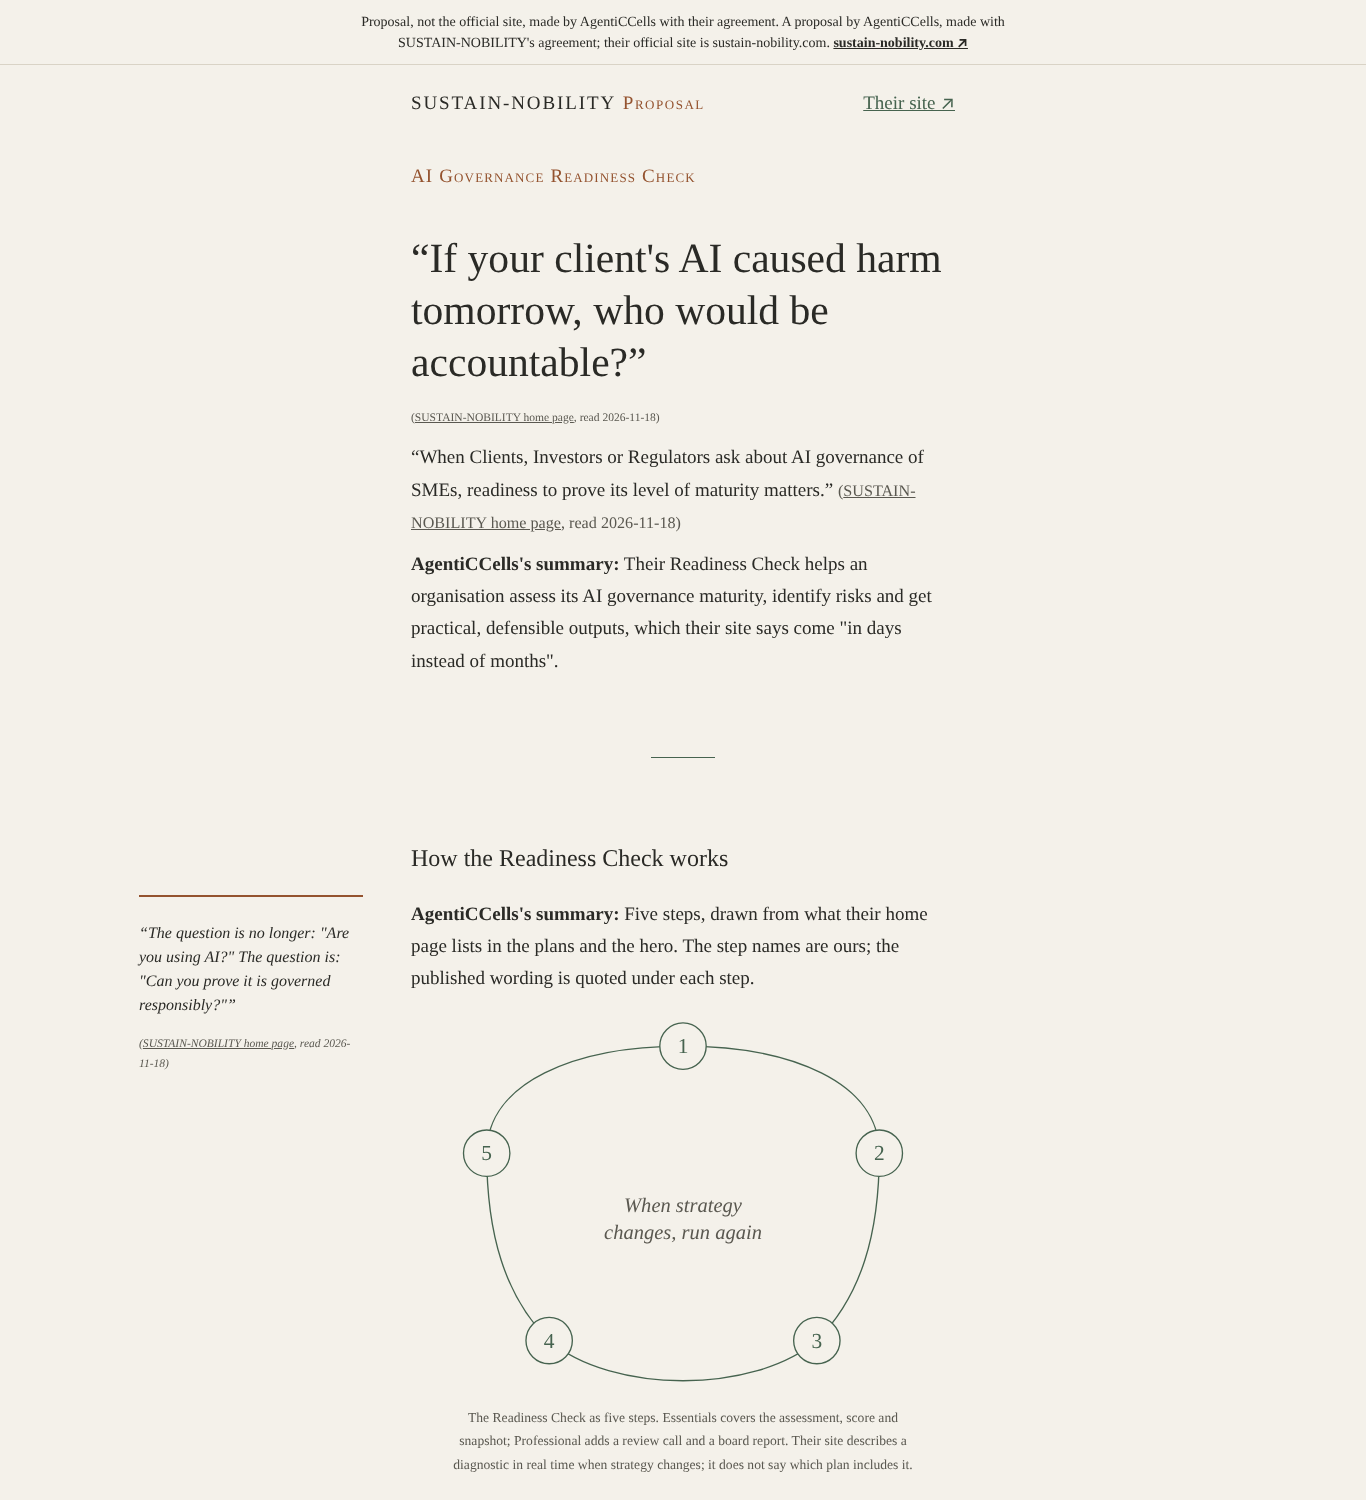 Proposal, not the official site, made by AgentiCCells with their agreement. A proposal by AgentiCCells, made with
SUSTAIN-NOBILITY's agreement; their official site is sustain-nobility.com. sustain-nobility.com ↗
SUSTAIN-NOBILITY Proposal
Their site ↗
AI Governance Readiness Check
“If your client's AI caused harm
tomorrow, who would be
accountable?”
(SUSTAIN-NOBILITY home page, read 2026-11-18)
“When Clients, Investors or Regulators ask about AI governance of
SMEs, readiness to prove its level of maturity matters.” (SUSTAIN-
NOBILITY home page, read 2026-11-18)
AgentiCCells's summary: Their Readiness Check helps an
organisation assess its AI governance maturity, identify risks and get
practical, defensible outputs, which their site says come "in days
instead of months".
How the Readiness Check works
“The question is no longer: "Are
you using AI?" The question is:
"Can you prove it is governed
responsibly?"”
(SUSTAIN-NOBILITY home page, read 2026-
11-18)
AgentiCCells's summary: Five steps, drawn from what their home
page lists in the plans and the hero. The step names are ours; the
published wording is quoted under each step.
1
5
2
When strategy
changes, run again
4
3
The Readiness Check as five steps. Essentials covers the assessment, score and
snapshot; Professional adds a review call and a board report. Their site describes a
diagnostic in real time when strategy changes; it does not say which plan includes it.